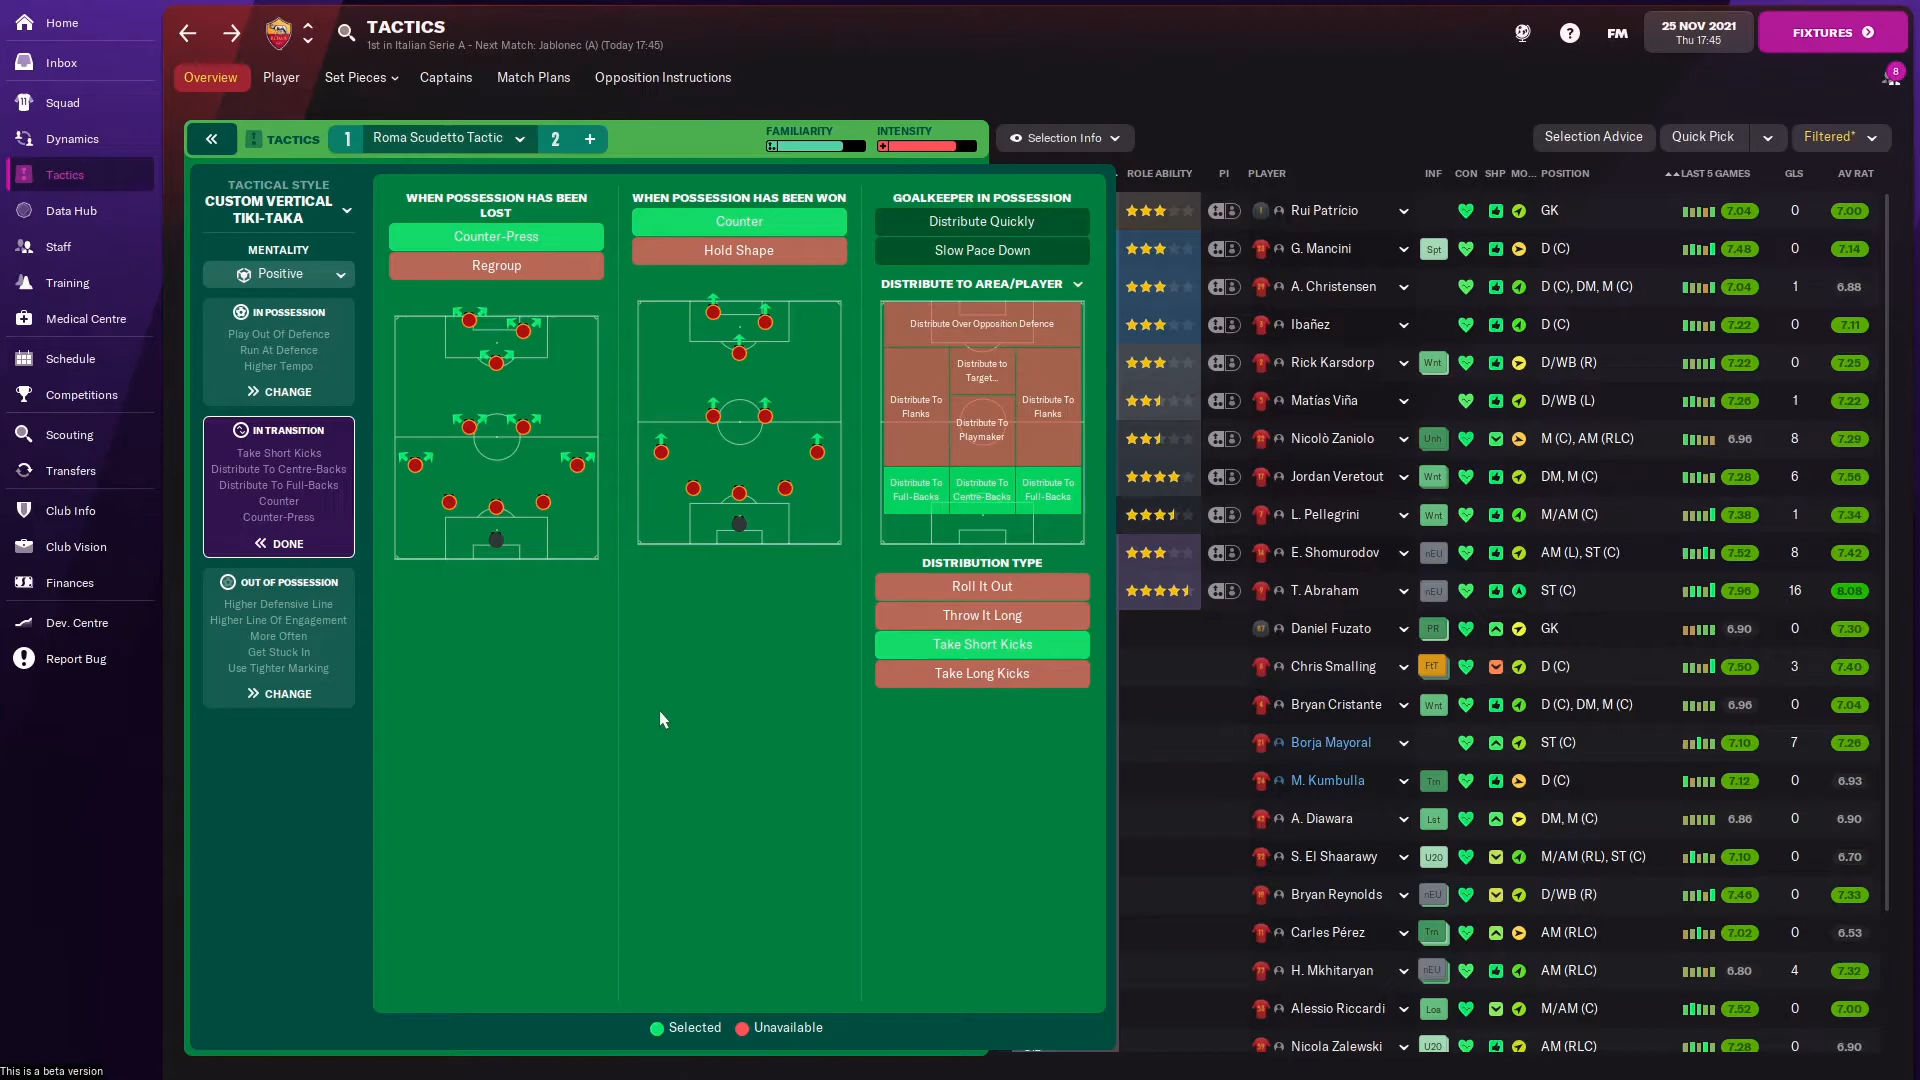 Home
Inbox
Squad
Dynamics
Tactics
Data Hub
Staff
Training
Medical Centre
Schedule
Competitions
Scouting
Transfers
Club Info
Club Vision
Finances
Dev. Centre
Report Bug
This is a beta version
TACTICS
1st in Italian Serie A - Next Match: Jablonec (A) (Today 17:45)
FM
25 NOV 2021
Thu 17:45
FIXTURES
8
Overview Player Set Pieces Captains Match Plans Opposition Instructions
TACTICS 1 Roma Scudetto Tactic 2 +
FAMILIARITY INTENSITY
Selection Info
Selection Advice Quick Pick Filtered*
TACTICAL STYLE
CUSTOM VERTICAL
TIKI-TAKA
MENTALITY
Positive
IN POSSESSION
Play Out Of Defence
Run At Defence
Higher Tempo
CHANGE
IN TRANSITION
Take Short Kicks
Distribute To Centre-Backs
Distribute To Full-Backs
Counter
Counter-Press
DONE
OUT OF POSSESSION
Higher Defensive Line
Higher Line Of Engagement
More Often
Get Stuck In
Use Tighter Marking
CHANGE
WHEN POSSESSION HAS BEEN
LOST
Counter-Press
Regroup
WHEN POSSESSION HAS BEEN WON
Counter
Hold Shape
GOALKEEPER IN POSSESSION
Distribute Quickly
Slow Pace Down
DISTRIBUTE TO AREA/PLAYER
Distribute Over Opposition Defence
Distribute to
Target...
Distribute To
Flanks
Distribute To
Playmaker
Distribute To
Flanks
Distribute To
Full-Backs
Distribute To
Centre-Backs
Distribute To
Full-Backs
DISTRIBUTION TYPE
Roll It Out
Throw It Long
Take Short Kicks
Take Long Kicks
Selected Unavailable
ROLE ABILITY PI PLAYER INF CON SHP MO... POSITION LAST 5 GAMES GLS AV RAT
Rui Patrício GK 7.04 0 7.00
G. Mancini Spt D (C) 7.48 0 7.14
A. Christensen D (C), DM, M (C) 7.04 1 6.88
Ibañez D (C) 7.22 0 7.11
Rick Karsdorp Wnt D/WB (R) 7.22 0 7.25
Matías Viña D/WB (L) 7.26 1 7.22
Nicolò Zaniolo Unh M (C), AM (RLC) 6.96 8 7.29
Jordan Veretout Wnt DM, M (C) 7.28 6 7.56
L. Pellegrini Wnt M/AM (C) 7.38 1 7.34
E. Shomurodov nEU AM (L), ST (C) 7.52 8 7.42
T. Abraham nEU ST (C) 7.96 16 8.08
Daniel Fuzato PR GK 6.90 0 7.30
Chris Smalling FtT D (C) 7.50 3 7.40
Bryan Cristante Wnt D (C), DM, M (C) 6.96 0 7.04
Borja Mayoral ST (C) 7.10 7 7.26
M. Kumbulla Trn D (C) 7.12 0 6.93
A. Diawara Lst DM, M (C) 6.86 0 6.90
S. El Shaarawy U20 M/AM (RL), ST (C) 7.10 0 6.70
Bryan Reynolds nEU D/WB (R) 7.46 0 7.33
Carles Pérez Trn AM (RLC) 7.02 0 6.53
H. Mkhitaryan nEU AM (RLC) 6.80 4 7.32
Alessio Riccardi Loa M/AM (C) 7.52 0 7.00
Nicola Zalewski U20 AM (RLC) 7.28 0 6.90